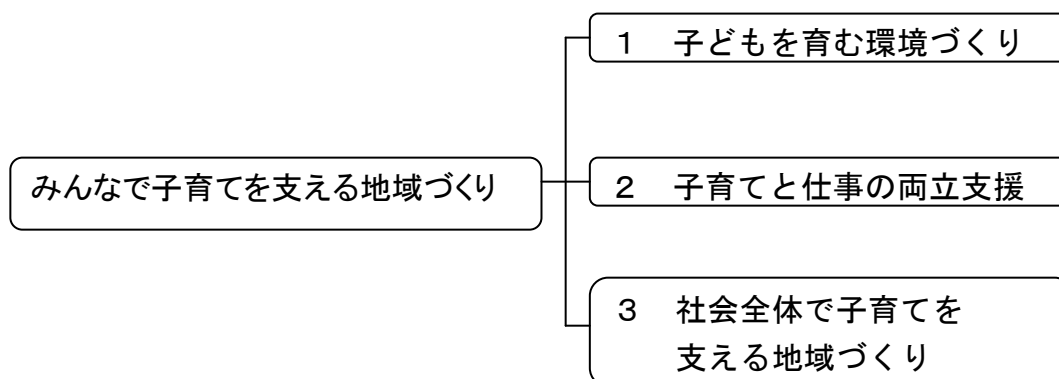 １　子どもを育む環境づくり
みんなで子育てを支える地域づくり
２　子育てと仕事の両立支援
３　社会全体で子育てを
支える地域づくり